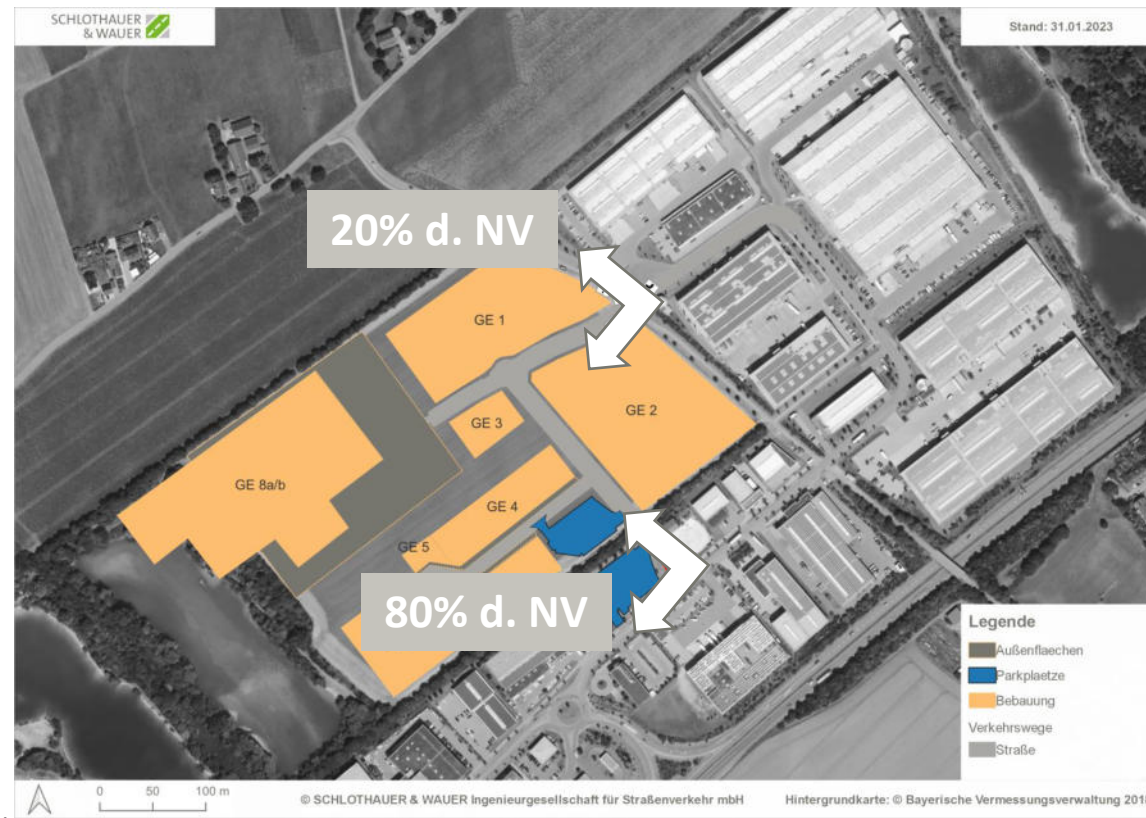 SCHLOTHAUER
& WAUER
Stand: 31.01.2023
20% d. NV
GE 1
GE 2
GE 3
GE 8a/b
GE 4
GE 5
80% d. NV
Legende
Außenflaechen
Parkplaetze
Bebauung
Verkehrswege
Straße
0 50 100 m
© SCHLOTHAUER & WAUER Ingenieurgesellschaft für Straßenverkehr mbH
Hintergrundkarte: © Bayerische Vermessungsverwaltung 201